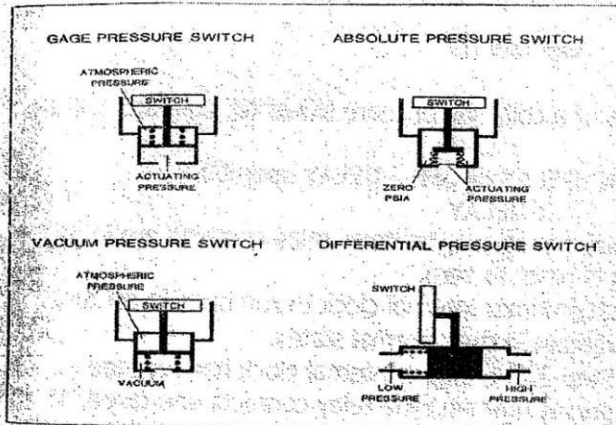 GAGE PRESSURE SWITCH
ATMOSPHERIC
PRESSURE
SWITCH
ACTUATING
PRESSURE
ABSOLUTE PRESSURE SWITCH
SWITCH
ZERO
PSIA
ACTUATING
PRESSURE
VACUUM PRESSURE SWITCH
ATMOSPHERIC
PRESSURE
SWITCH
VACUUM
DIFFERENTIAL PRESSURE SWITCH
SWITCH
LOW
PRESSURE
HIGH
PRESSURE